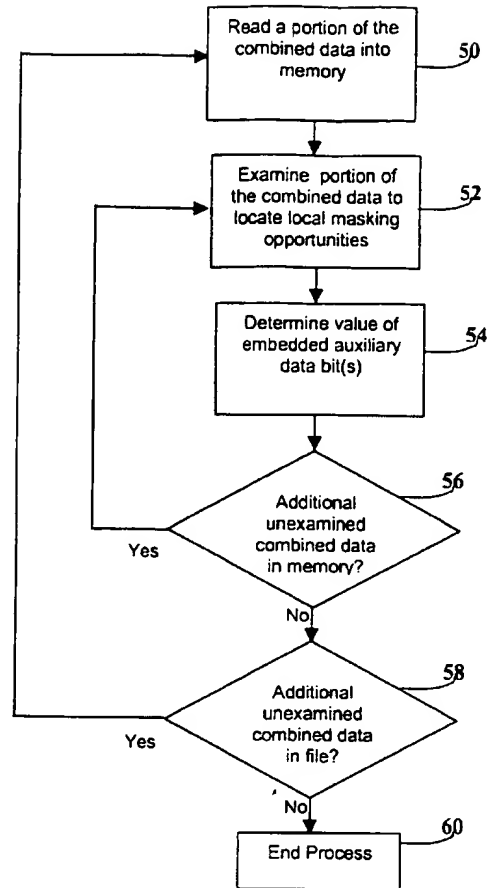 Read a portion of the
combined data into
memory
50
Examine portion of
the combined data to
locate local masking
opportunities
52
Determine value of
embedded auxiliary
data bit(s)
54
56
Additional
unexamined
combined data
in memory?
Yes
No
58
Additional
unexamined
combined data
in file?
Yes
No
60
End Process